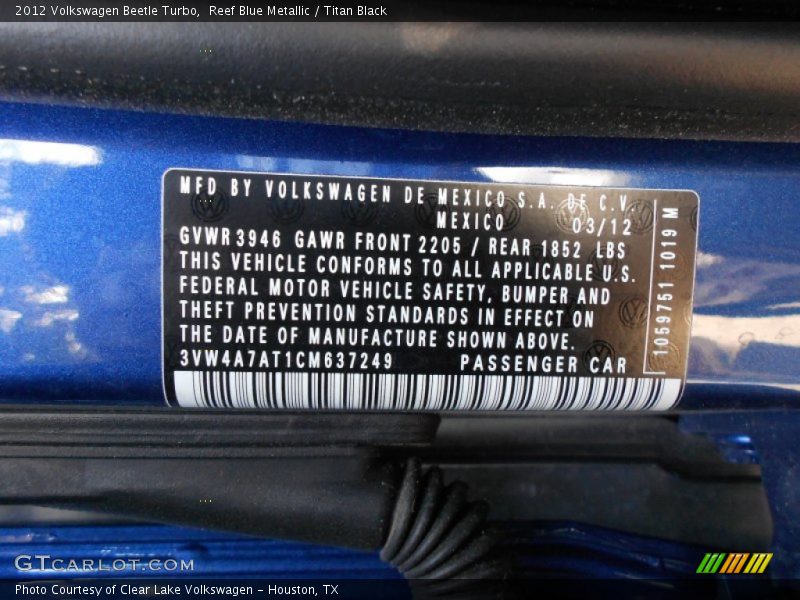 2012 Volkswagen Beetle Turbo,  Reef Blue Metallic / Titan Black
MFD BY VOLKSWAGEN DE MEXICO S.A. DE C.V.
MEXICO 03/12
GVWR 3946 GAWR FRONT 2205 / REAR 1852 LBS
THIS VEHICLE CONFORMS TO ALL APPLICABLE U.S.
FEDERAL MOTOR VEHICLE SAFETY, BUMPER AND
THEFT PREVENTION STANDARDS IN EFFECT ON
THE DATE OF MANUFACTURE SHOWN ABOVE.
3VW4A7AT1CM637249 PASSENGER CAR
1059751 1019 M
GTCARLOT.COM
Photo Courtesy of Clear Lake Volkswagen - Houston, TX